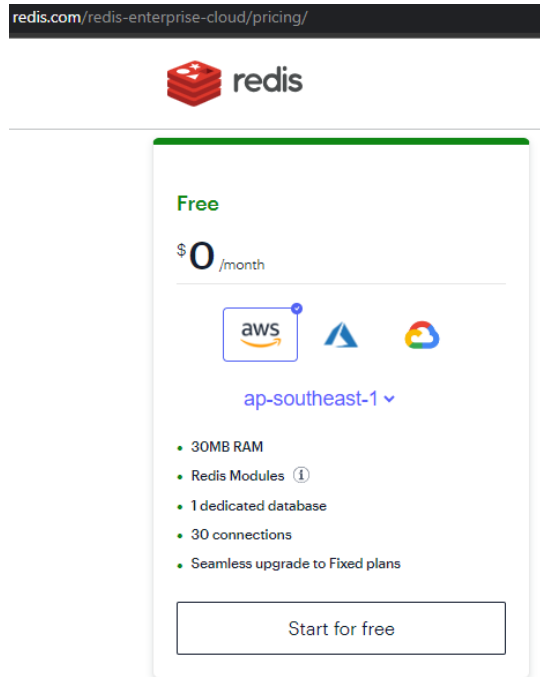 redis.com/redis-enterprise-cloud/pricing/
redis
Free
$0 /month
aws
ap-southeast-1
30MB RAM
Redis Modules i
1 dedicated database
30 connections
Seamless upgrade to Fixed plans
Start for free